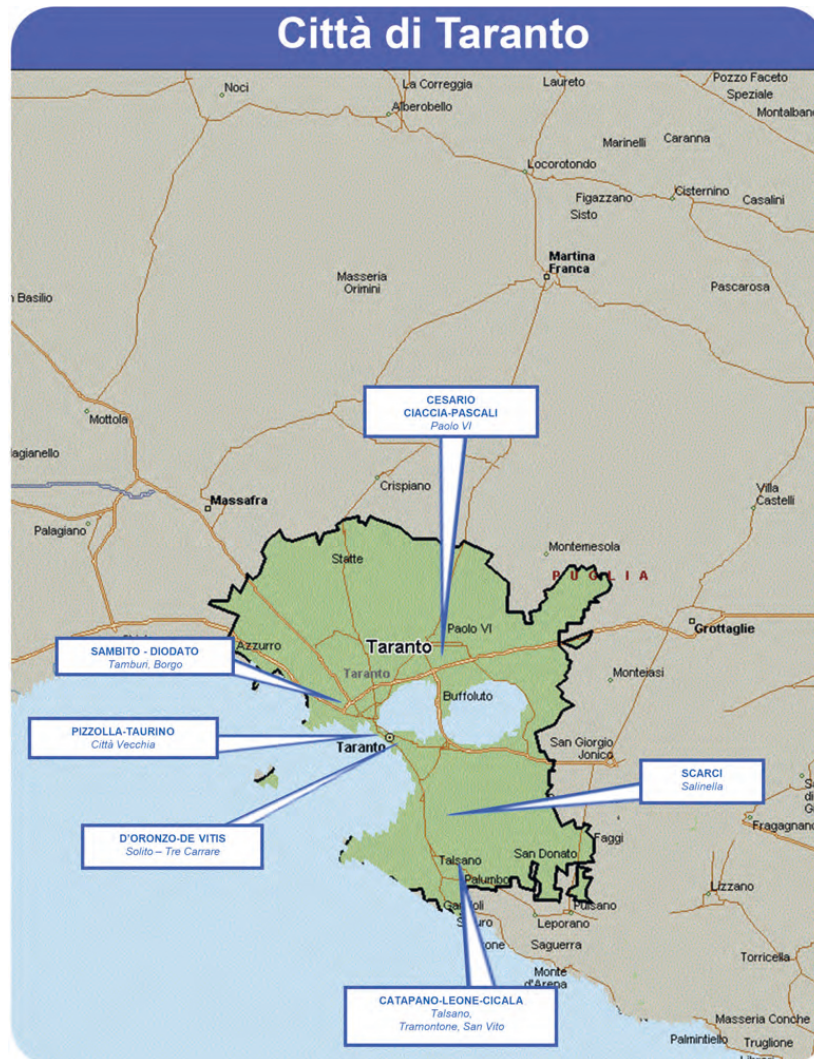 Città di Taranto
Noci
La Correggia
Alberobello
Laureto
Pozzo Faceto
Speziale
Montalbano
Marinelli
Caranna
Locorotondo
Figazzano
Sisto
Cisternino
Casalini
Martina
Franca
Masseria
Orimini
Pascarosa
n Basilio
CESARIO
CIACCIA-PASCALI
Paolo VI
Mottola
lagianello
Crispiano
Massafra
Villa
Castelli
Palagiano
Montemesola
Statte
PUGLIA
Paolo VI
Grottaglie
Azzurro
Taranto
SAMBITO - DIODATO
Tamburi, Borgo
Taranto
Monteiasi
Buffoluto
PIZZOLLA-TAURINO
Città Vecchia
Taranto
San Giorgio
Jonico
SCARCI
Salinella
D'ORONZO-DE VITIS
Solito – Tre Carrare
Faggi
Fragagnano
Talsano
San Donato
Palumbo
Lizzano
Pulsano
Leporano
Saguerra
Monte
d'Arena
Torricella
CATAPANO-LEONE-CICALA
Talsano,
Tramontone, San Vito
Masseria Conche
Palmintiello
Truglione